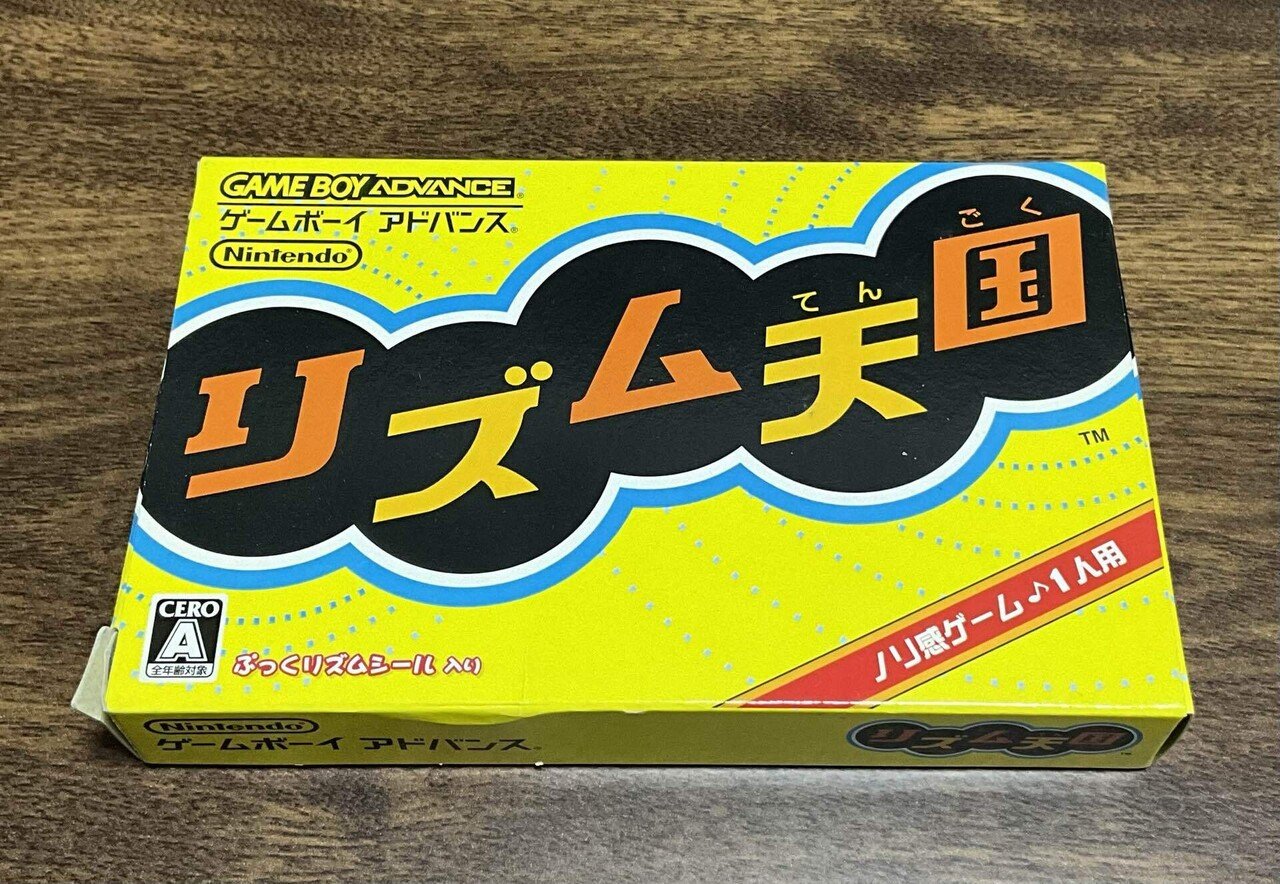 GAME BOY ADVANCE®
ゲームボーイ アドバンス®
Nintendo®
ごく
てん
リズム天国
TM
ノリ感ゲーム♪1人用
CERO
A
全年齢対象
ぷっくリズムシール 入り
Nintendo
ゲームボーイ アドバンス®
リズム天国
TM